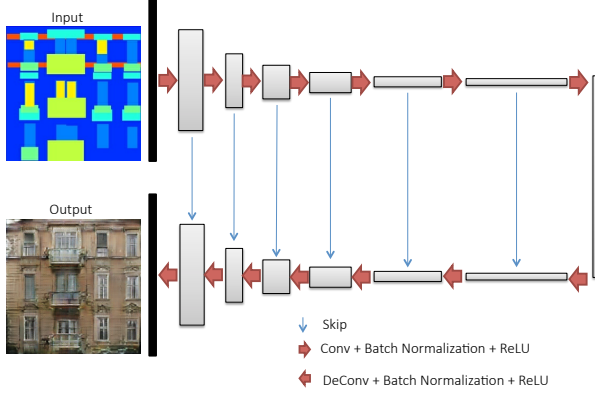 Input
Output
Skip
Conv + Batch Normalization + ReLU
DeConv + Batch Normalization + ReLU